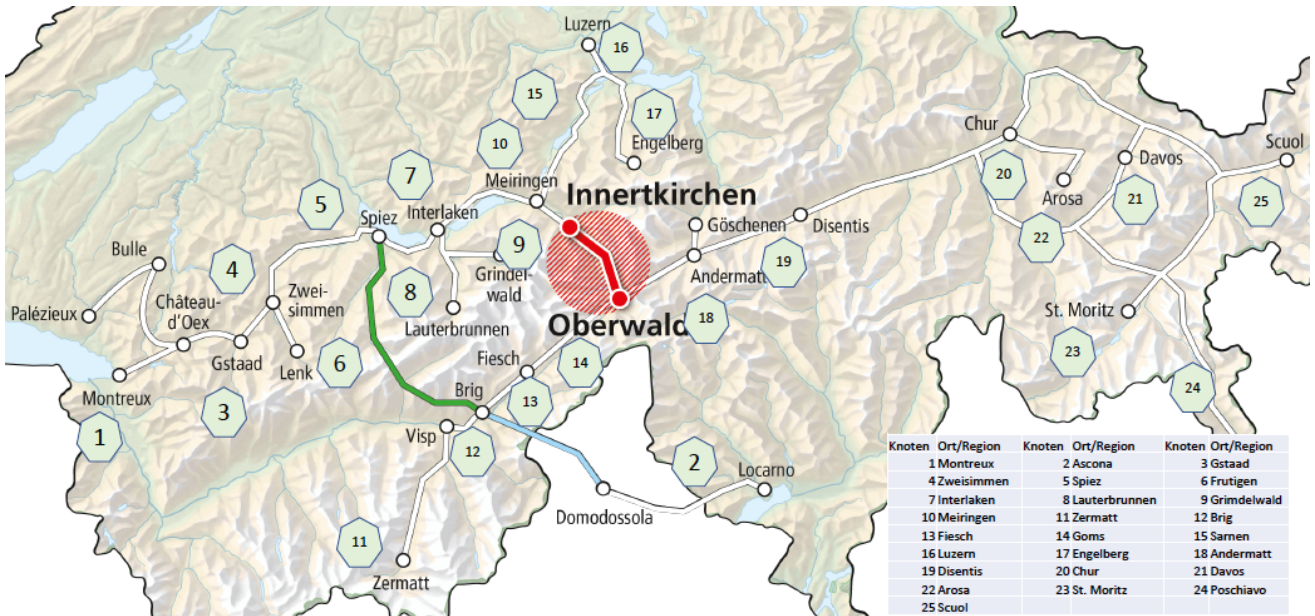 Luzern
16
15
17
10
Engelberg
7
Meiringen
Innertkirchen
Chur
Davos
Scuol
20
Arosa
21
25
5
Spiez
Interlaken
9
Göschenen
Disentis
22
Bulle
4
Grindel-
wald
Andermatt
19
Zwei-
simmen
8
Château-
d'Oex
Palézieux
Lauterbrunnen
Oberwald
18
St. Moritz
Gstaad
Lenk
6
Fiesch
14
23
Montreux
3
Brig
13
24
1
Visp
12
2
Locarno
Domodossola
11
Zermatt
Knoten Ort/Region Knoten Ort/Region Knoten Ort/Region
1 Montreux 2 Ascona 3 Gstaad
4 Zweisimmen 5 Spiez 6 Frutigen
7 Interlaken 8 Lauterbrunnen 9 Grimdelwald
10 Meiringen 11 Zermatt 12 Brig
13 Fiesch 14 Goms 15 Sarnen
16 Luzern 17 Engelberg 18 Andermatt
19 Disentis 20 Chur 21 Davos
22 Arosa 23 St. Moritz 24 Poschiavo
25 Scuol